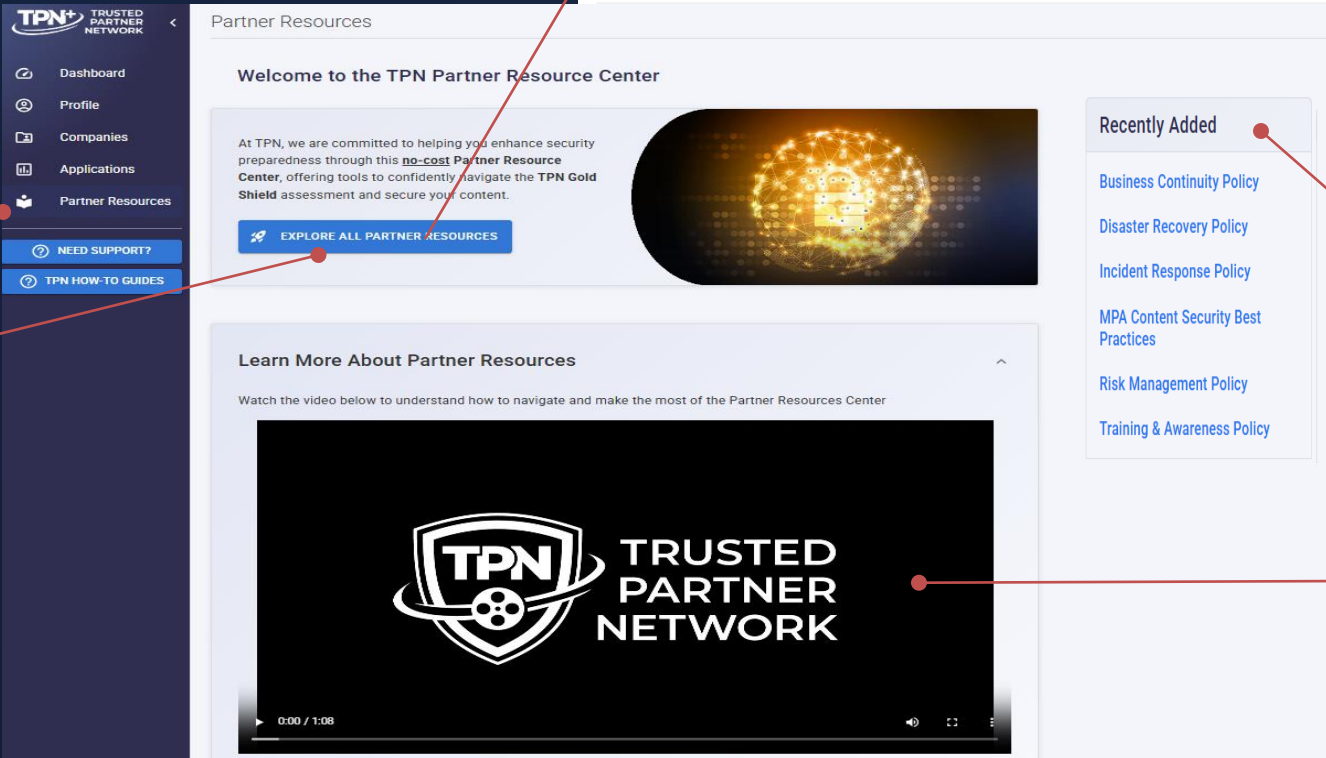 TPN+ TRUSTED
PARTNER
NETWORK
Dashboard
Profile
Companies
Applications
Partner Resources
NEED SUPPORT?
TPN HOW-TO GUIDES
Partner Resources
Welcome to the TPN Partner Resource Center
At TPN, we are committed to helping you enhance security
preparedness through this no-cost Partner Resource
Center, offering tools to confidently navigate the TPN Gold
Shield assessment and secure your content.
EXPLORE ALL PARTNER RESOURCES
Learn More About Partner Resources
Watch the video below to understand how to navigate and make the most of the Partner Resources Center
TPN
TRUSTED
PARTNER
NETWORK
0:00 / 1:08
Recently Added
Business Continuity Policy
Disaster Recovery Policy
Incident Response Policy
MPA Content Security Best
Practices
Risk Management Policy
Training & Awareness Policy